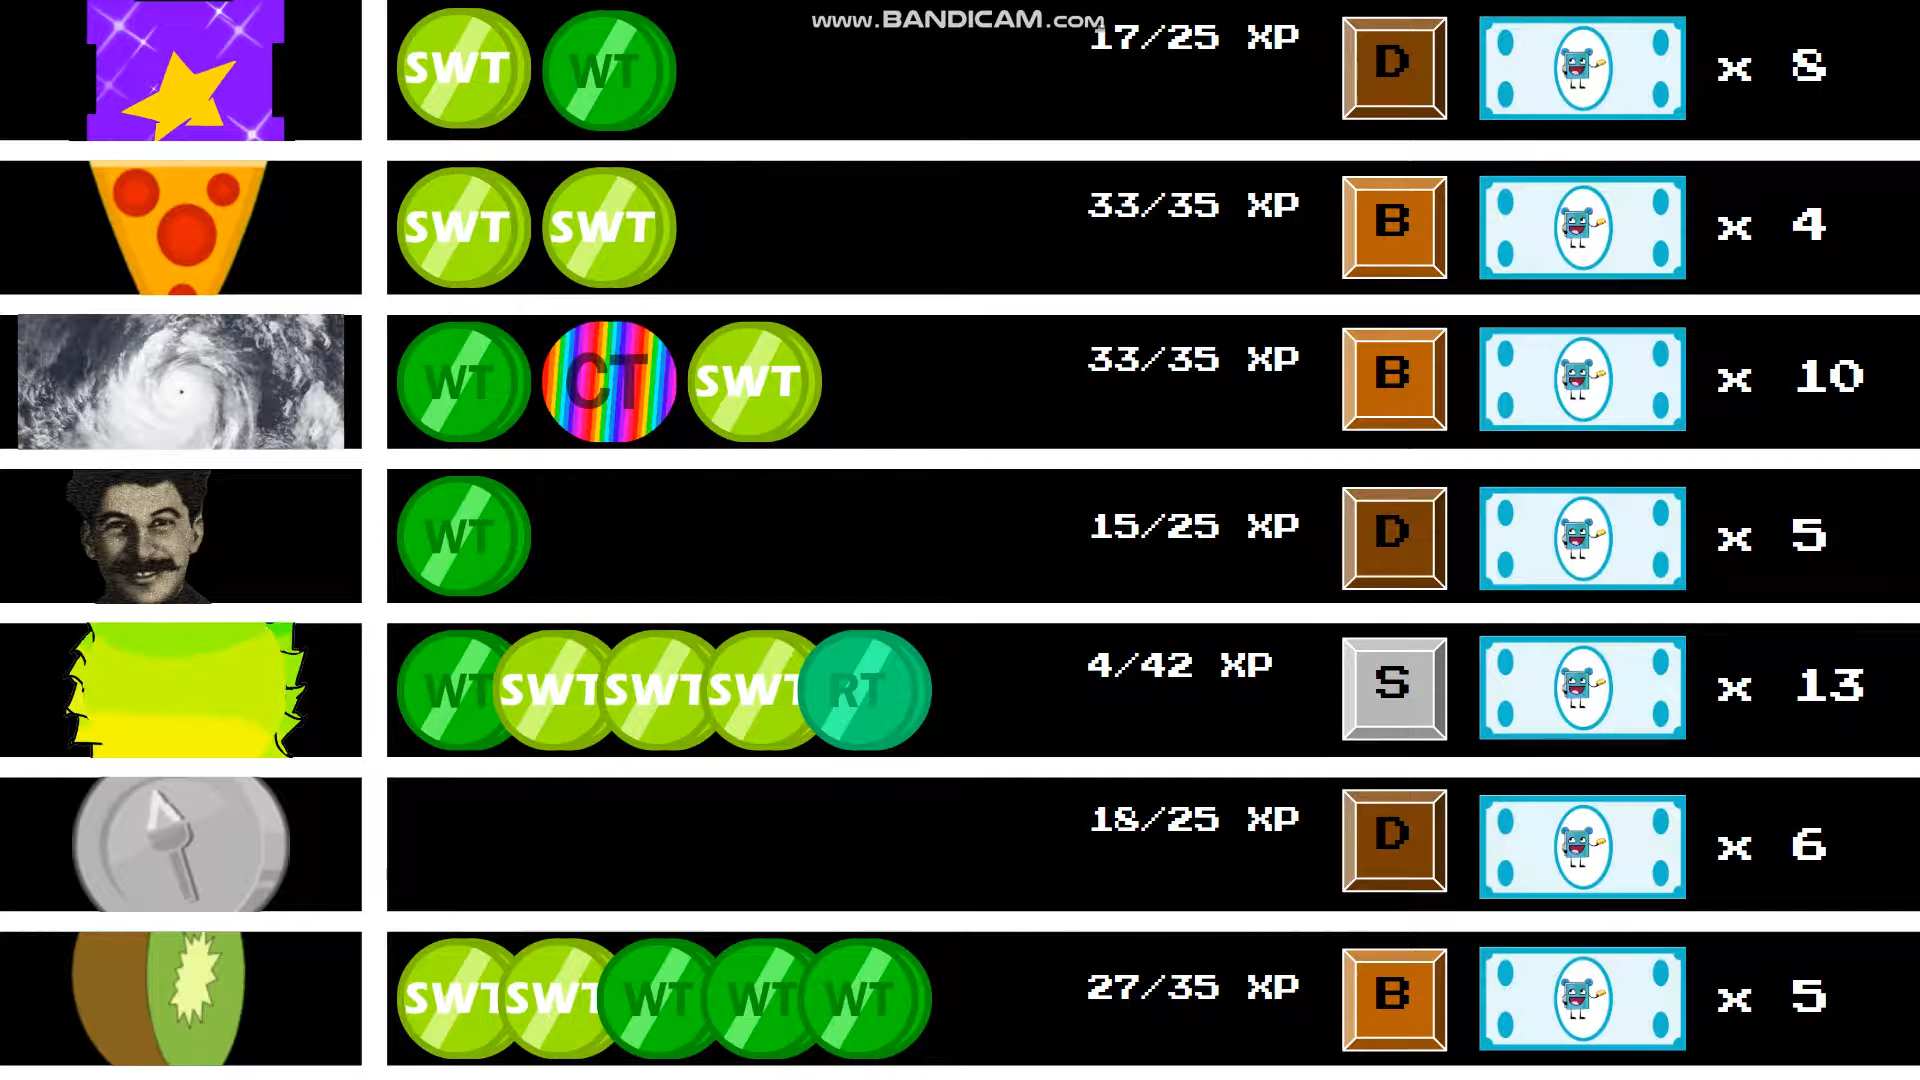 www.BANDICAM.com
SWT WT 17/25 XP D x 8
SWT SWT 33/35 XP B x 4
WT CT SWT 33/35 XP B x 10
WT 15/25 XP D x 5
WT SWT SWT SWT RT 4/42 XP S x 13
18/25 XP D x 6
SWT SWT WT WT WT 27/35 XP B x 5